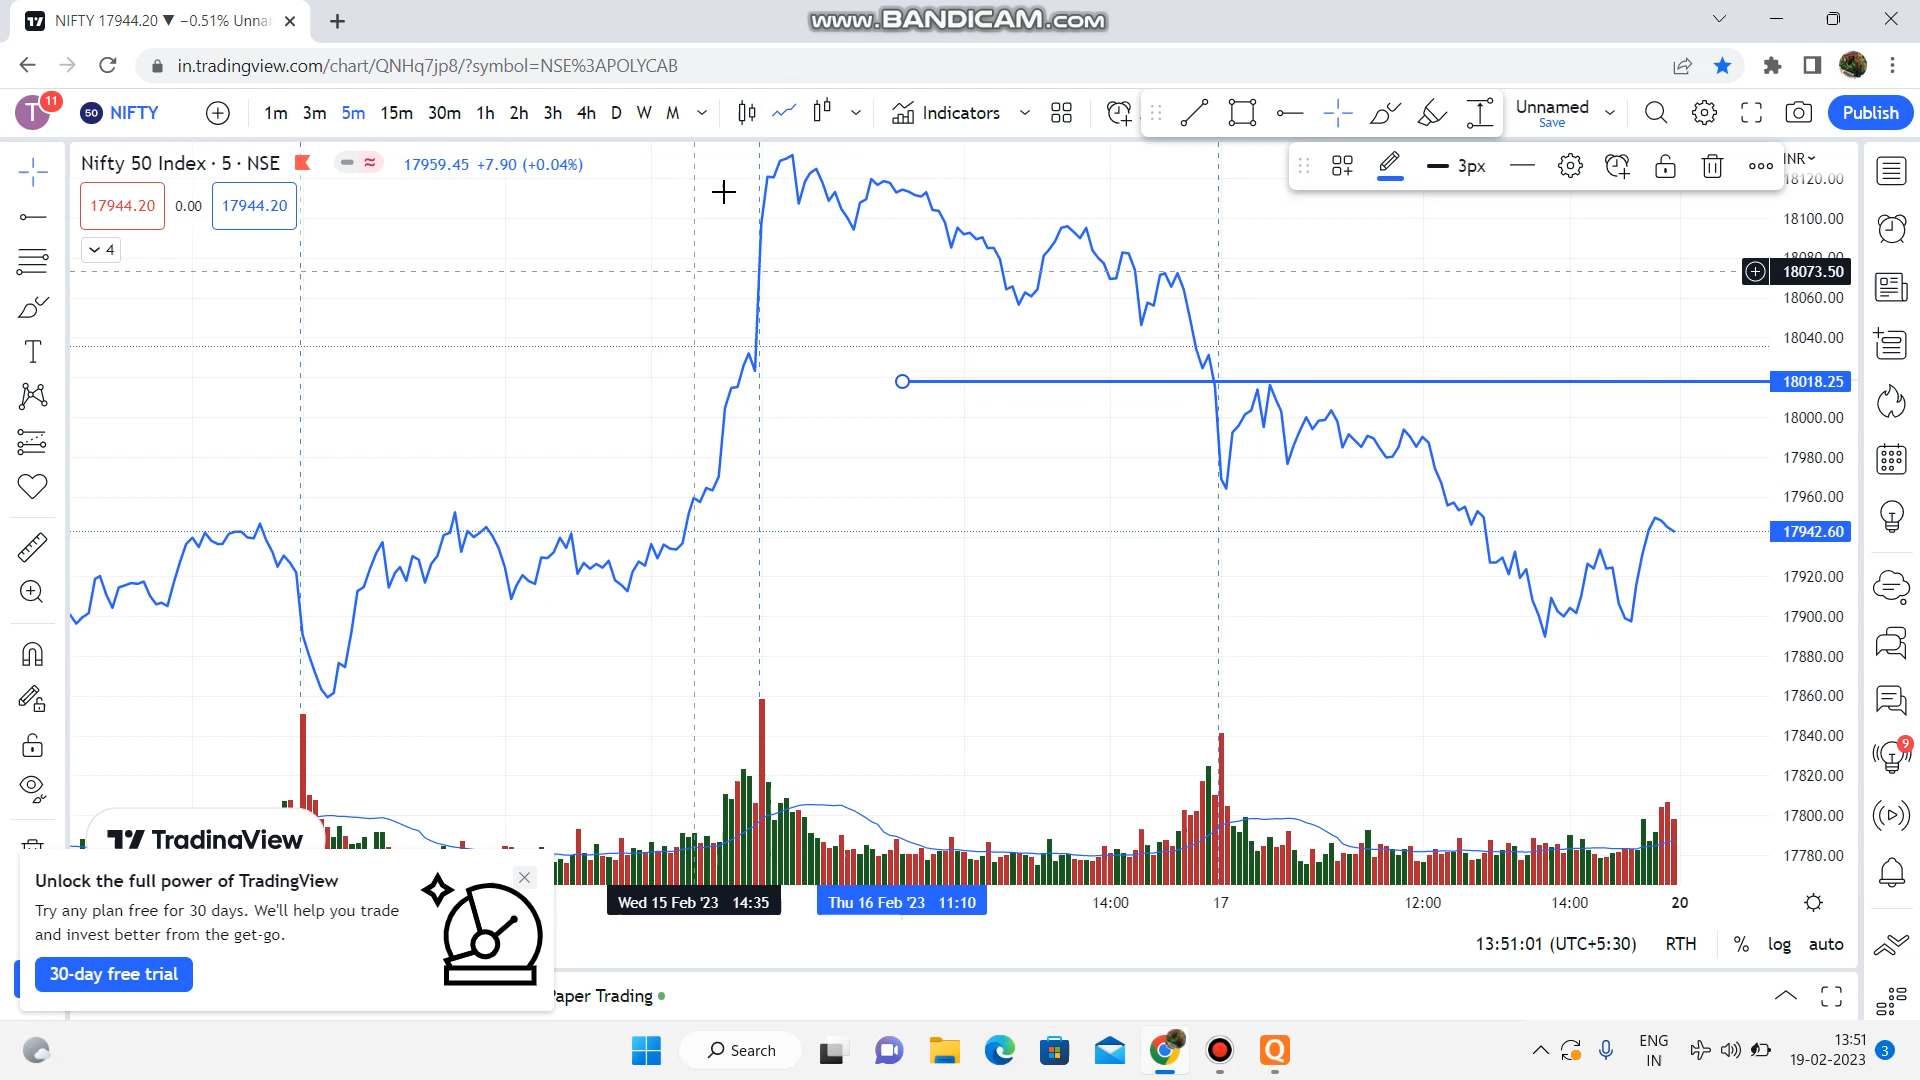 NIFTY 17944.20 ▼ −0.51% Unnar
www.BANDICAM.com
in.tradingview.com/chart/QNHq7jp8/?symbol=NSE%3APOLYCAB
T 11 50 NIFTY 1m 3m 5m 15m 30m 1h 2h 3h 4h D W M Indicators Unnamed Save Publish
Nifty 50 Index · 5 · NSE 17959.45 +7.90 (+0.04%)
3px
INR
17944.20 0.00 17944.20
4
18120.00
18100.00
18080.00
18073.50
18060.00
18040.00
18018.25
18000.00
17980.00
17960.00
17942.60
17920.00
17900.00
17880.00
17860.00
17840.00
17820.00
17800.00
17780.00
9
TradingView
Wed 15 Feb '23 14:35 Thu 16 Feb '23 11:10 14:00 17 12:00 14:00 20
Unlock the full power of TradingView
Try any plan free for 30 days. We'll help you trade
and invest better from the get-go.
30-day free trial
13:51:01 (UTC+5:30) RTH % log auto
Paper Trading
Search
ENG
IN
13:51
19-02-2023
3